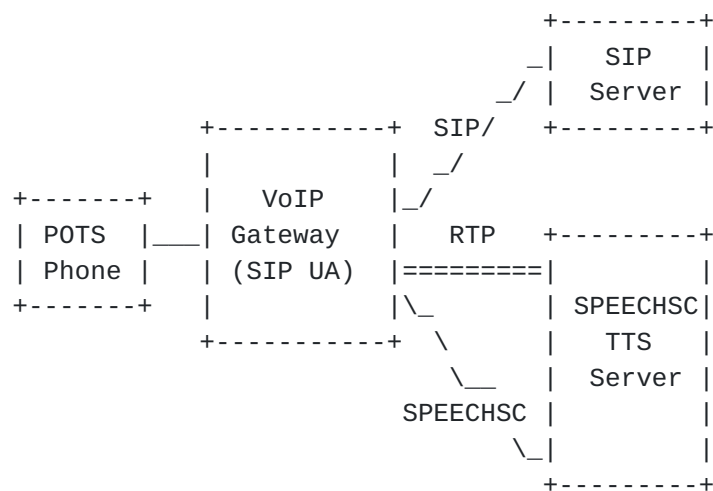 SIP
Server
SIP/
VoIP
POTS Gateway RTP
Phone (SIP UA)
SPEECHSC
TTS
Server
SPEECHSC